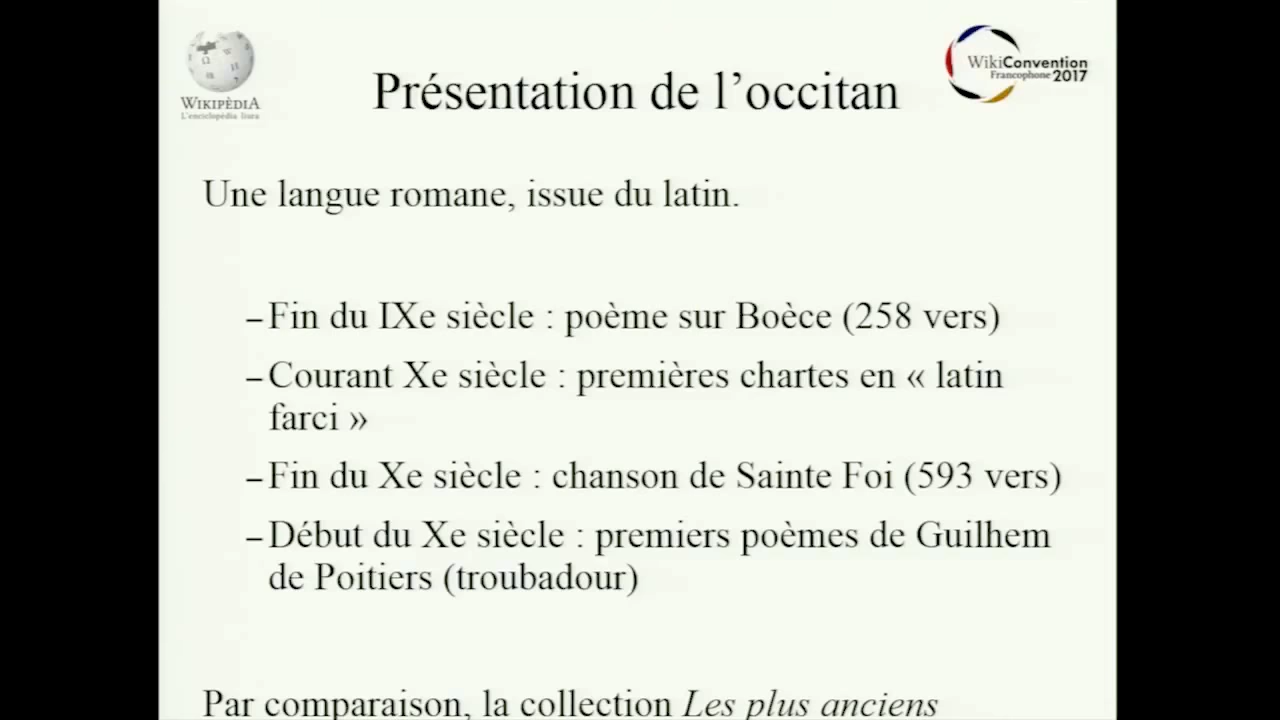 WIKIPÈDIA
L'enciclopèdia liura
WikiConvention
Francophone 2017
Présentation de l’occitan
Une langue romane, issue du latin.
–Fin du IXe siècle : poème sur Boèce (258 vers)
–Courant Xe siècle : premières chartes en « latin
farci »
–Fin du Xe siècle : chanson de Sainte Foi (593 vers)
–Début du Xe siècle : premiers poèmes de Guilhem
de Poitiers (troubadour)
Par comparaison, la collection Les plus anciens